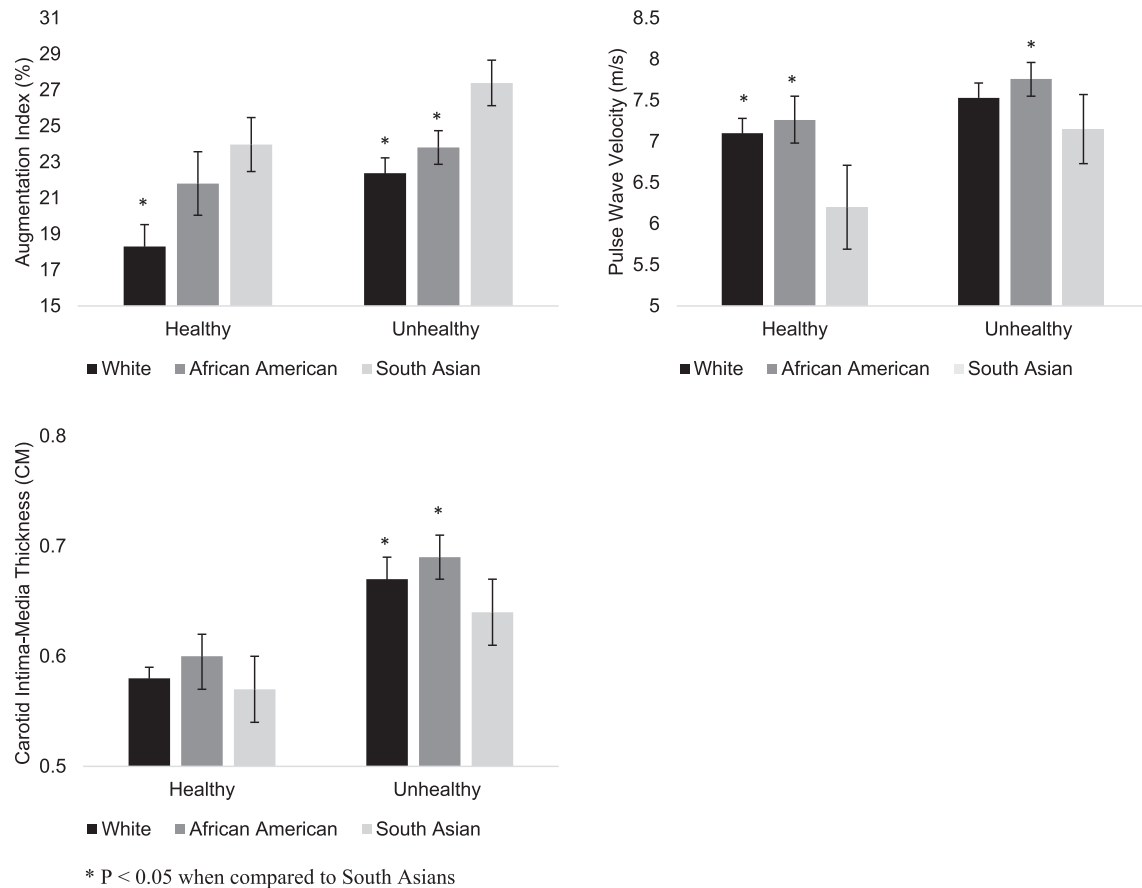 Augmentation Index (%)
31
29
27
25
23
21
19
17
15
*
*
*
Healthy Unhealthy
White African American South Asian
Pulse Wave Velocity (m/s)
8.5
8
7.5
7
6.5
6
5.5
5
*
*
*
Healthy Unhealthy
White African American South Asian
Carotid Intima-Media Thickness (CM)
0.8
0.7
0.6
0.5
*
*
Healthy Unhealthy
White African American South Asian
* P < 0.05 when compared to South Asians